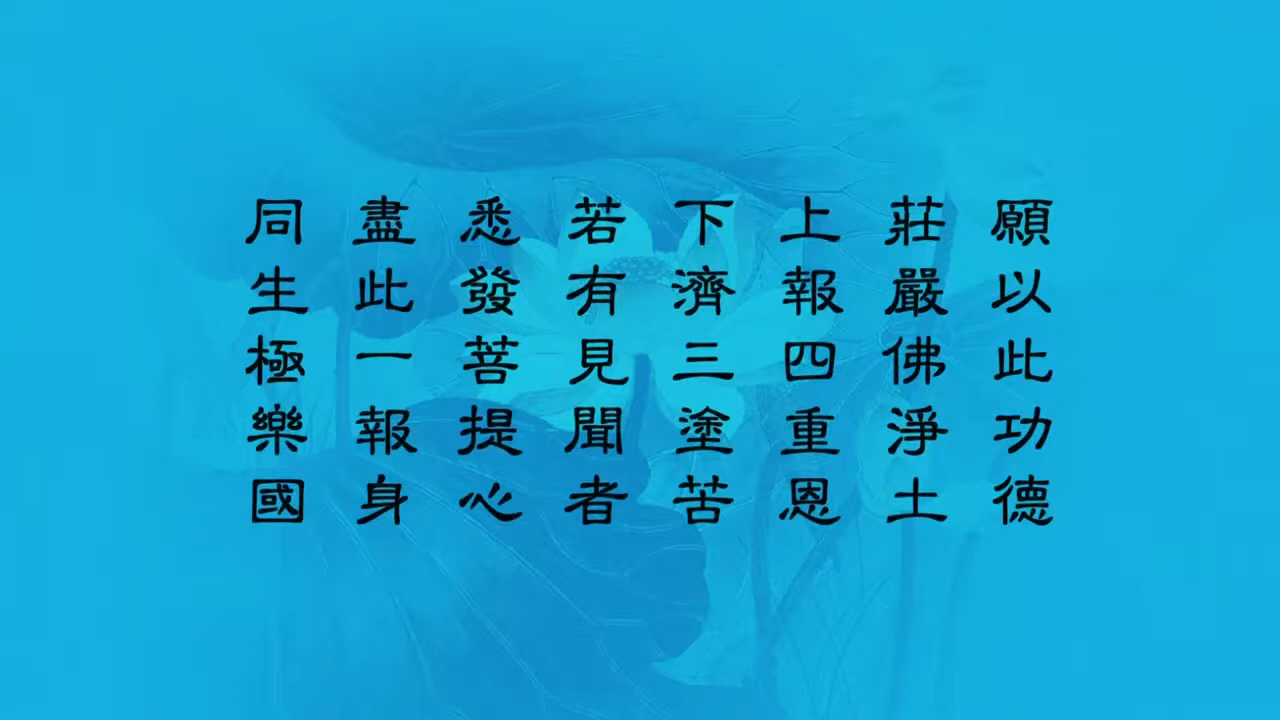 願以此功德
莊嚴佛淨土
上報四重恩
下濟三塗苦
若有見聞者
悉發菩提心
盡此一報身
同生極樂國